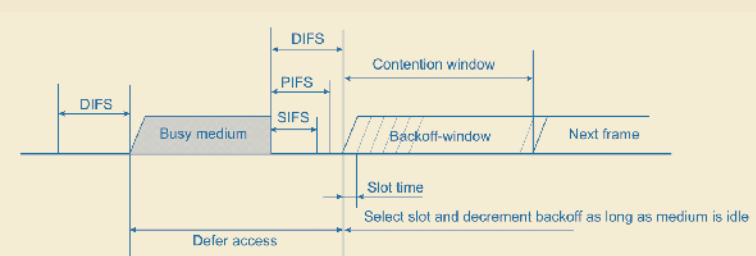 DIFS
Contention window
PIFS
DIFS
SIFS
Busy medium
Backoff-window
Next frame
Slot time
Select slot and decrement backoff as long as medium is idle
Defer access